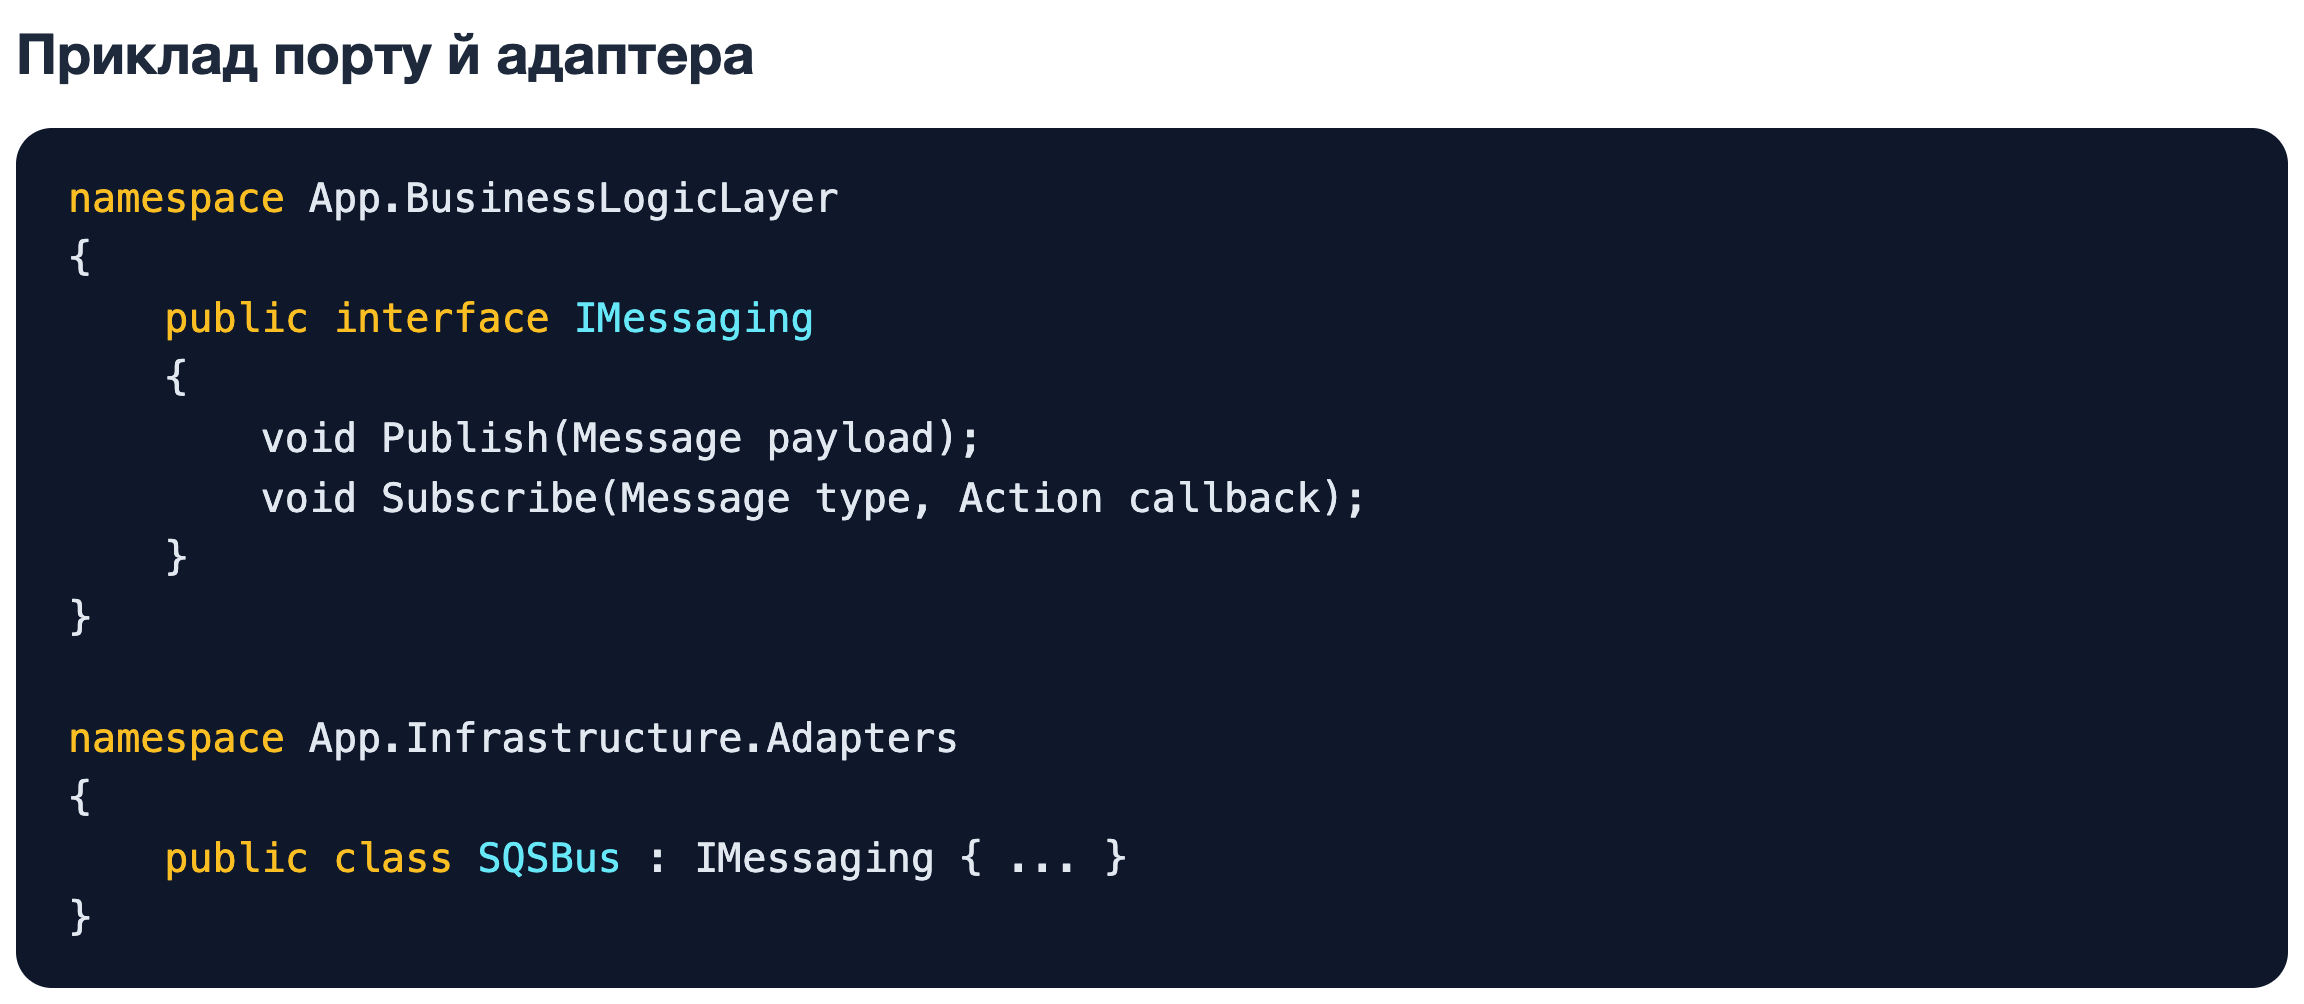 Приклад порту й адаптера
namespace App.BusinessLogicLayer
{
    public interface IMessaging
    {
        void Publish(Message payload);
        void Subscribe(Message type, Action callback);
    }
}

namespace App.Infrastructure.Adapters
{
    public class SQSBus : IMessaging { ... }
}